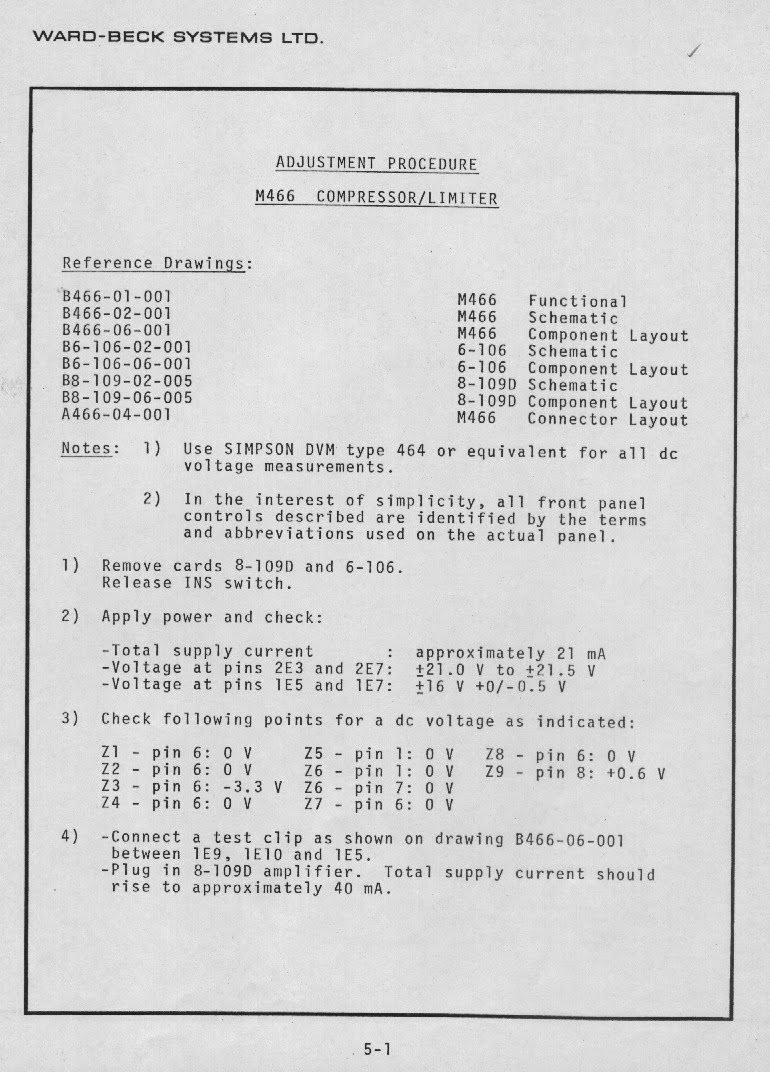 WARD-BECK SYSTEMS LTD.
ADJUSTMENT PROCEDURE
M466 COMPRESSOR/LIMITER
Reference Drawings:
B466-01-001 M466 Functional
B466-02-001 M466 Schematic
B466-06-001 M466 Component Layout
B6-106-02-001 6-106 Schematic
B6-106-06-001 6-106 Component Layout
B8-109-02-005 8-109D Schematic
B8-109-06-005 8-109D Component Layout
A466-04-001 M466 Connector Layout
Notes: 1) Use SIMPSON DVM type 464 or equivalent for all dc
voltage measurements.
2) In the interest of simplicity, all front panel
controls described are identified by the terms
and abbreviations used on the actual panel.
1) Remove cards 8-109D and 6-106.
Release INS switch.
2) Apply power and check:
-Total supply current : approximately 21 mA
-Voltage at pins 2E3 and 2E7: ±21.0 V to ±21.5 V
-Voltage at pins 1E5 and 1E7: ±16 V +0/-0.5 V
3) Check following points for a dc voltage as indicated:
Z1 - pin 6: 0 V Z5 - pin 1: 0 V Z8 - pin 6: 0 V
Z2 - pin 6: 0 V Z6 - pin 1: 0 V Z9 - pin 8: +0.6 V
Z3 - pin 6: -3.3 V Z6 - pin 7: 0 V
Z4 - pin 6: 0 V Z7 - pin 6: 0 V
4) -Connect a test clip as shown on drawing B466-06-001
between 1E9, 1E10 and 1E5.
-Plug in 8-109D amplifier. Total supply current should
rise to approximately 40 mA.
5-1